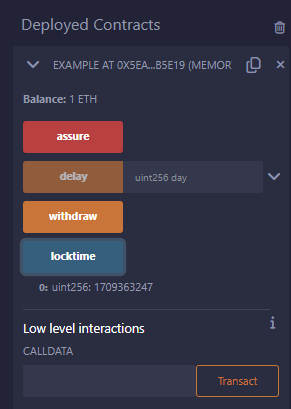 Deployed Contracts
EXAMPLE AT 0X5EA...B5E19 (MEMOR
Balance: 1 ETH
assure
delay uint256 day
withdraw
locktime
0: uint256: 1709363247
Low level interactions
CALLDATA
Transact